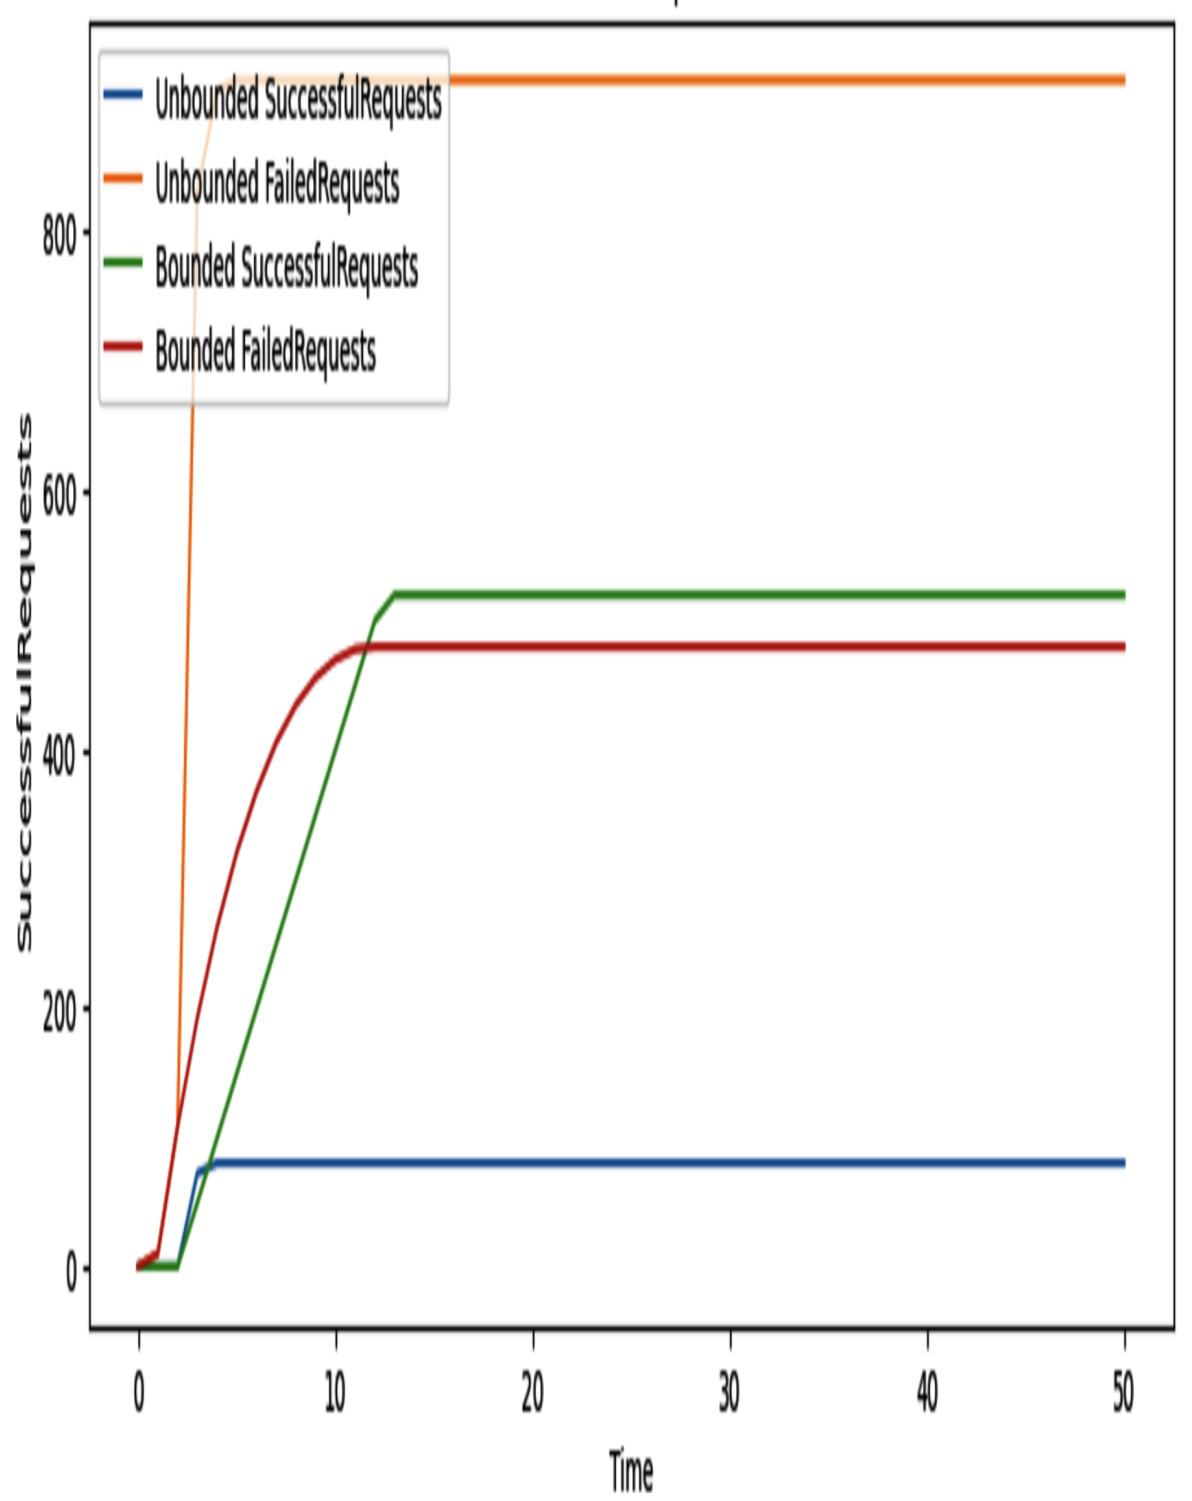 Unbounded SuccessfulRequests
Unbounded FailedRequests
Bounded SuccessfulRequests
Bounded FailedRequests
SuccessfulRequests
800
600
400
200
0
0 10 20 30 40 50
Time